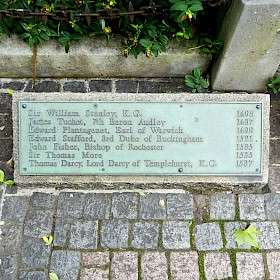 Sir William Stanley, K.G. 1495
James Tuchet, 7th Baron Audley 1497
Edward Plantagenet, Earl of Warwick 1499
Edward Stafford, 3rd Duke of Buckingham 1521
John Fisher, Bishop of Rochester 1535
Sir Thomas More 1535
Thomas Darcy, Lord Darcy of Templehurst, K.G. 1537